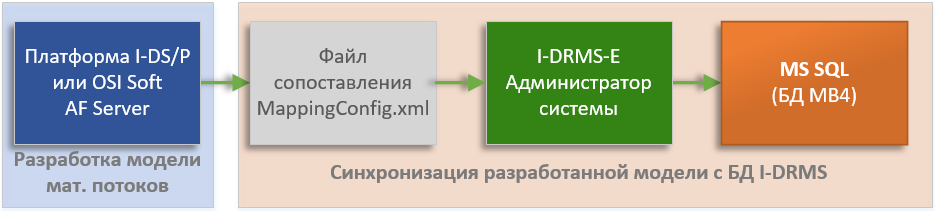 Платформа I-DS/P
или OSI Soft
AF Server
Файл
сопоставления
MappingConfig.xml
I-DRMS-E
Администратор
системы
MS SQL
(БД MB4)
Разработка модели
мат. потоков
Синхронизация разработанной модели с БД I-DRMS